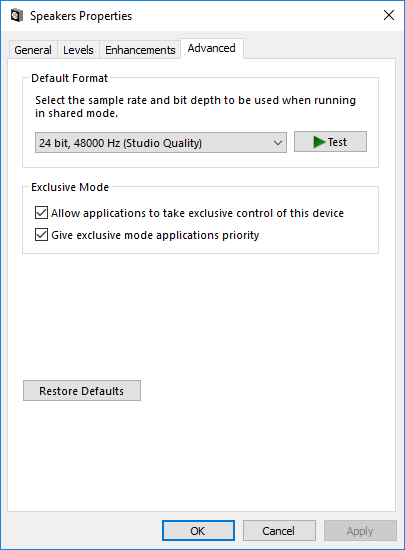 Speakers Properties
General Levels Enhancements Advanced
Default Format
Select the sample rate and bit depth to be used when running
in shared mode.
24 bit, 48000 Hz (Studio Quality)
Test
Exclusive Mode
Allow applications to take exclusive control of this device
Give exclusive mode applications priority
Restore Defaults
OK Cancel Apply